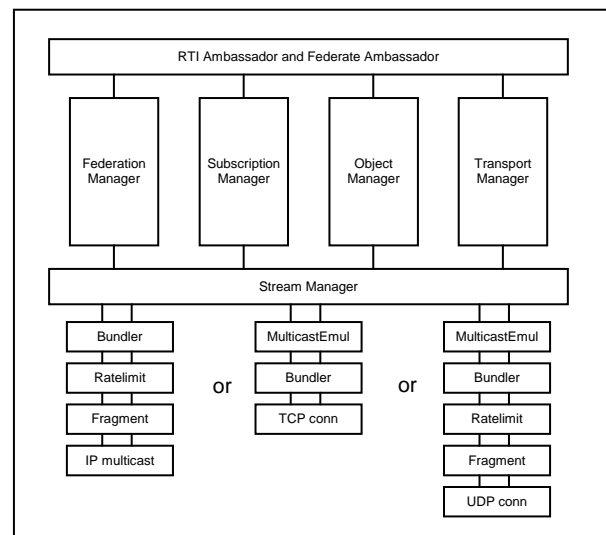 RTI Ambassador and Federate Ambassador
Federation
Manager
Subscription
Manager
Object
Manager
Transport
Manager
Stream Manager
Bundler
Ratelimit
Fragment
IP multicast
or
MulticastEmul
Bundler
TCP conn
or
MulticastEmul
Bundler
Ratelimit
Fragment
UDP conn